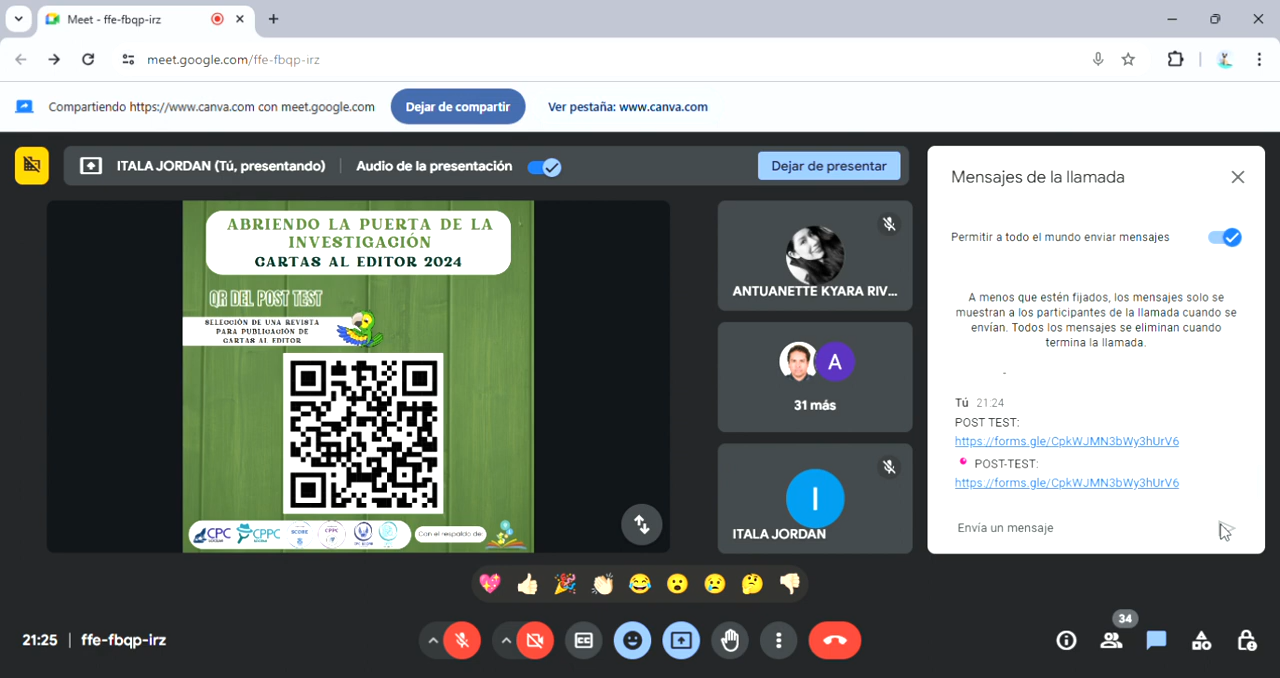 Meet - ffe-fbqp-irz
meet.google.com/ffe-fbqp-irz
Compartiendo https://www.canva.com con meet.google.com
Dejar de compartir
Ver pestaña: www.canva.com
ITALA JORDAN (Tú, presentando)
Audio de la presentación
Dejar de presentar
ABRIENDO LA PUERTA DE LA
INVESTIGACIÓN
CARTAS AL EDITOR 2024
QR DEL POST TEST
SELECCIÓN DE UNA REVISTA
PARA PUBLICACIÓN DE
CARTAS AL EDITOR
CPC
CPPC
Con el respaldo de
ANTUANETTE KYARA RIV...
A
31 más
I
ITALA JORDAN
Mensajes de la llamada
Permitir a todo el mundo enviar mensajes
A menos que estén fijados, los mensajes solo se
muestran a los participantes de la llamada cuando se
envían. Todos los mensajes se eliminan cuando
termina la llamada.
Tú 21:24
POST TEST:
https://forms.gle/CpkWJMN3bWy3hUrV6
POST-TEST:
https://forms.gle/CpkWJMN3bWy3hUrV6
Envía un mensaje
21:25 | ffe-fbqp-irz
34